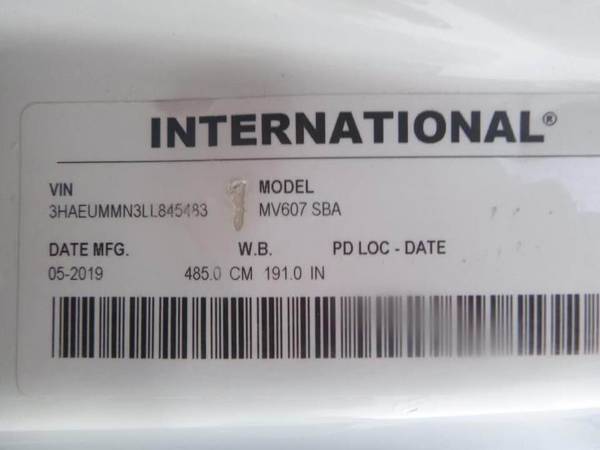 INTERNATIONAL®
VIN MODEL
3HAEUMMN3LL845483 MV607 SBA
DATE MFG. W.B. PD LOC - DATE
05-2019 485.0 CM 191.0 IN